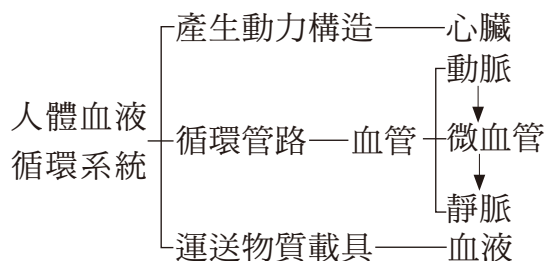 產生動力構造
心臟
動脈
人體血液
循環系統
循環管路
血管
微血管
靜脈
運送物質載具
血液